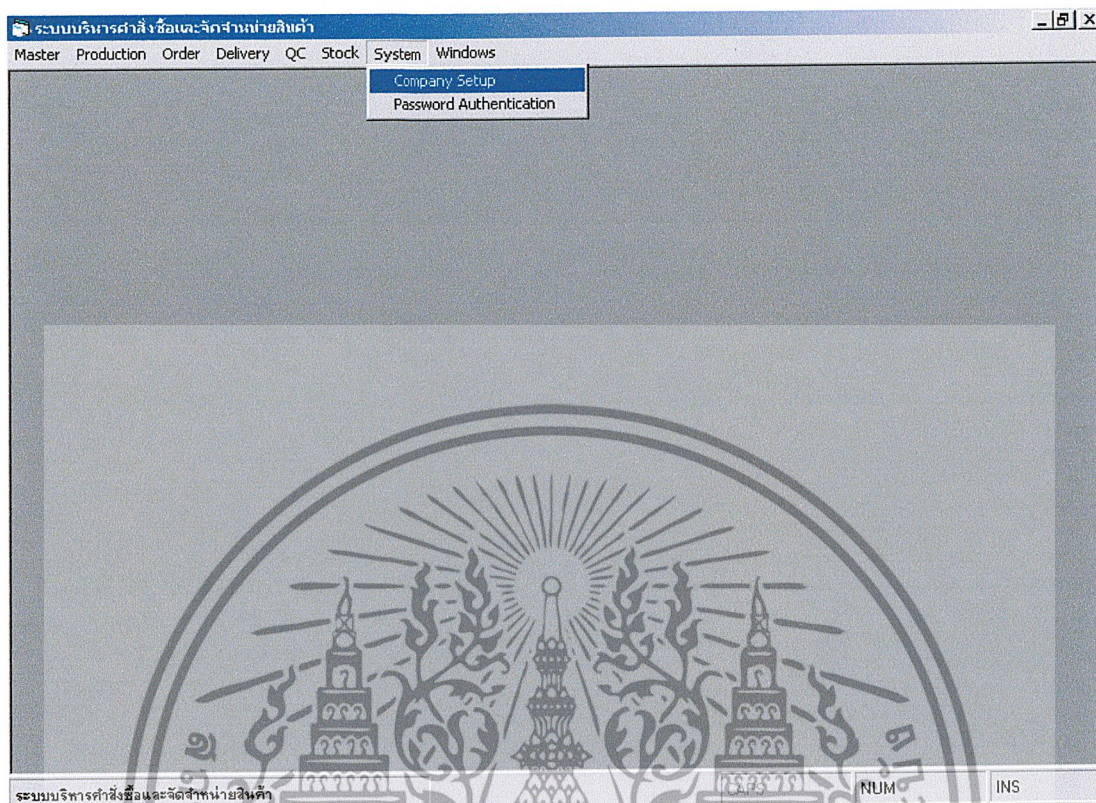 ระบบบริหารคำสั่งซื้อและจัดจำหน่ายสินค้า
Master Production Order Delivery QC Stock System Windows
Company Setup
Password Authentication
ระบบบริหารคำสั่งซื้อและจัดจำหน่ายสินค้า CAPS NUM INS